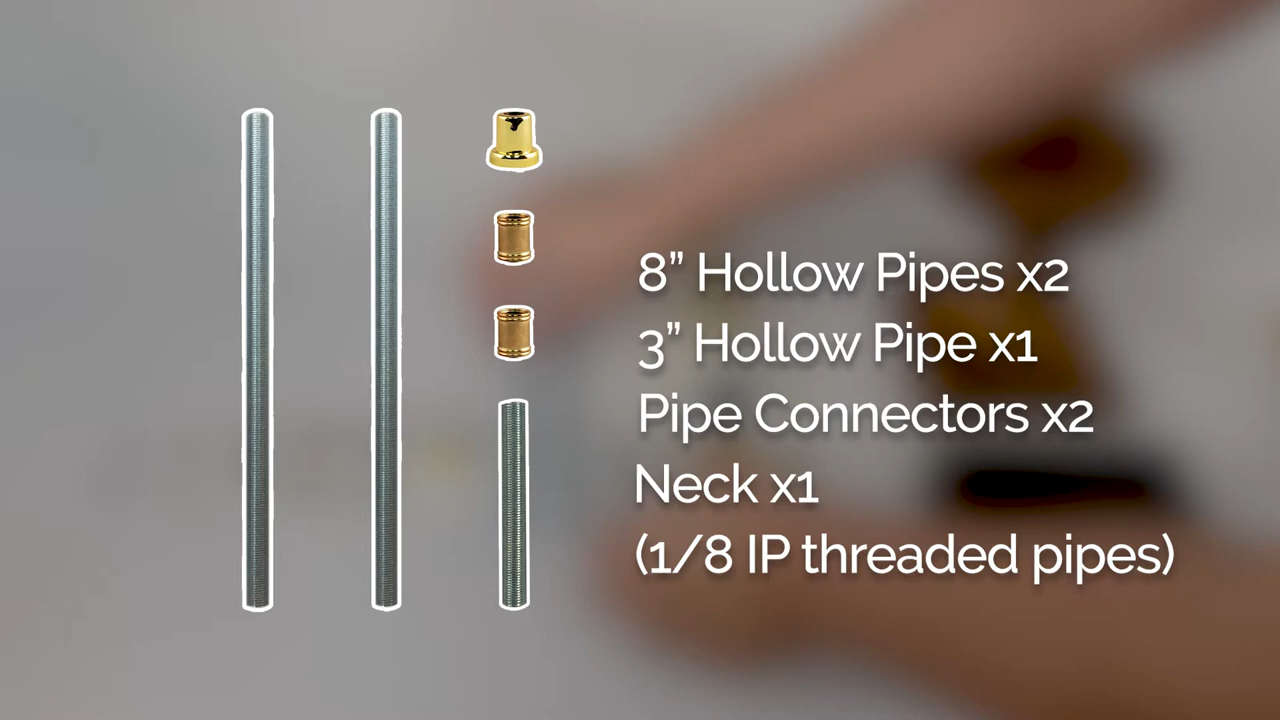 8” Hollow Pipes x2
3” Hollow Pipe x1
Pipe Connectors x2
Neck x1
(1/8 IP threaded pipes)